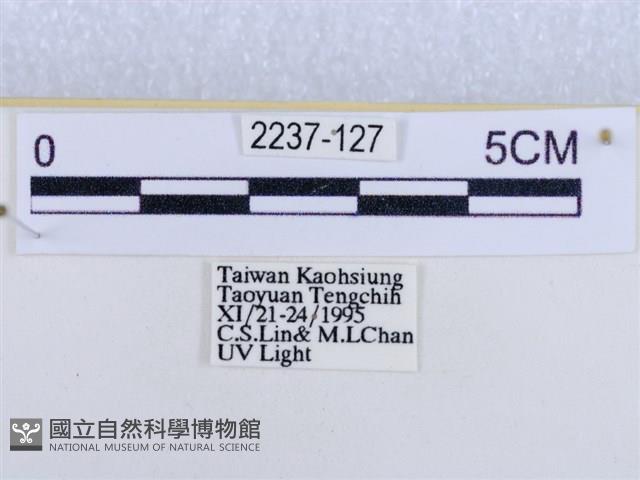 2237-127
0 5CM
Taiwan Kaohsiung
Taoyuan Tengchih
XI/21-24/1995
C.S.Lin& M.LChan
UV Light
國立自然科學博物館
NATIONAL MUSEUM OF NATURAL SCIENCE